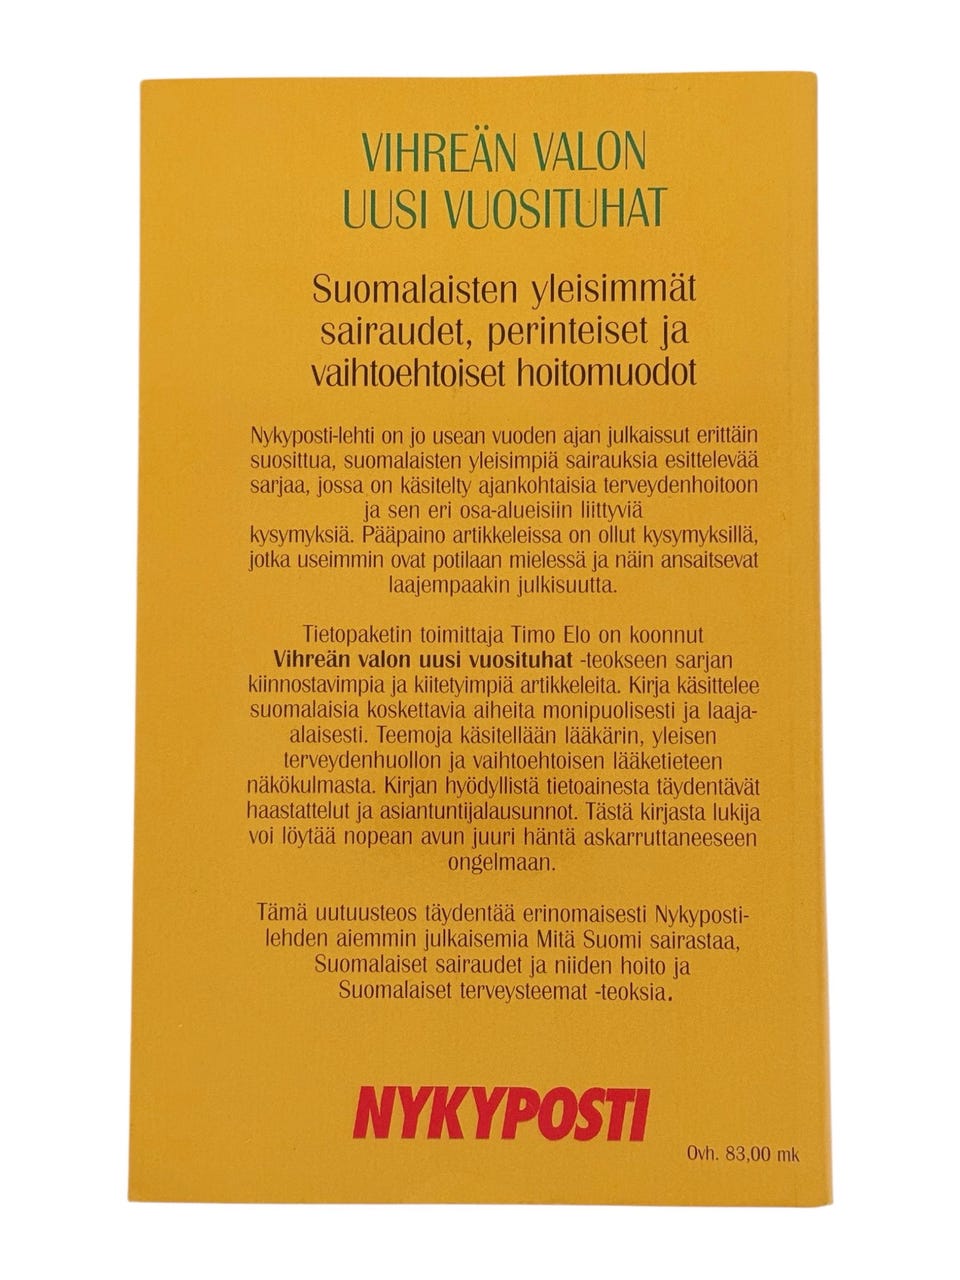 VIHREÄN VALON
UUSI VUOSITUHAT
Suomalaisten yleisimmät
sairaudet, perinteiset ja
vaihtoehtoiset hoitomuodot
Nykyposti-lehti on jo usean vuoden ajan julkaissut erittäin
suosittua, suomalaisten yleisimpiä sairauksia esittelevää
sarjaa, jossa on käsitelty ajankohtaisia terveydenhoitoon
ja sen eri osa-alueisiin liittyviä
kysymyksiä. Pääpaino artikkeleissa on ollut kysymyksillä,
jotka useimmin ovat potilaan mielessä ja näin ansaitsevat
laajempaakin julkisuutta.
Tietopaketin toimittaja Timo Elo on koonnut
Vihreän valon uusi vuosituhat -teokseen sarjan
kiinnostavimpia ja kiitetyimpiä artikkeleita. Kirja käsittelee
suomalaisia koskettavia aiheita monipuolisesti ja laaja-
alaisesti. Teemoja käsitellään lääkärin, yleisen
terveydenhuollon ja vaihtoehtoisen lääketieteen
näkökulmasta. Kirjan hyödyllistä tietoainesta täydentävät
haastattelut ja asiantuntijalausunnot. Tästä kirjasta lukija
voi löytää nopean avun juuri häntä askarruttaneeseen
ongelmaan.
Tämä uutuusteos täydentää erinomaisesti Nykyposti-
lehden aiemmin julkaisemia Mitä Suomi sairastaa,
Suomalaiset sairaudet ja niiden hoito ja
Suomalaiset terveysteemat -teoksia.
NYKYPOSTI
Ovh. 83,00 mk